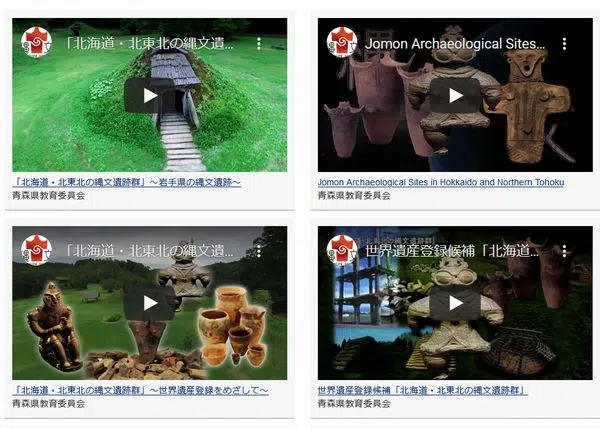 「北海道・北東北の縄文遺...
「北海道・北東北の縄文遺跡群」～岩手県の縄文遺跡～
青森県教育委員会
Jomon Archaeological Sites...
Jomon Archaeological Sites in Hokkaido and Northern Tohoku
青森県教育委員会
「北海道・北東北の縄文遺...
「北海道・北東北の縄文遺跡群」～世界遺産登録をめざして～
青森県教育委員会
世界遺産登録候補「北海道...
世界遺産登録候補「北海道・北東北の縄文遺跡群」
青森県教育委員会